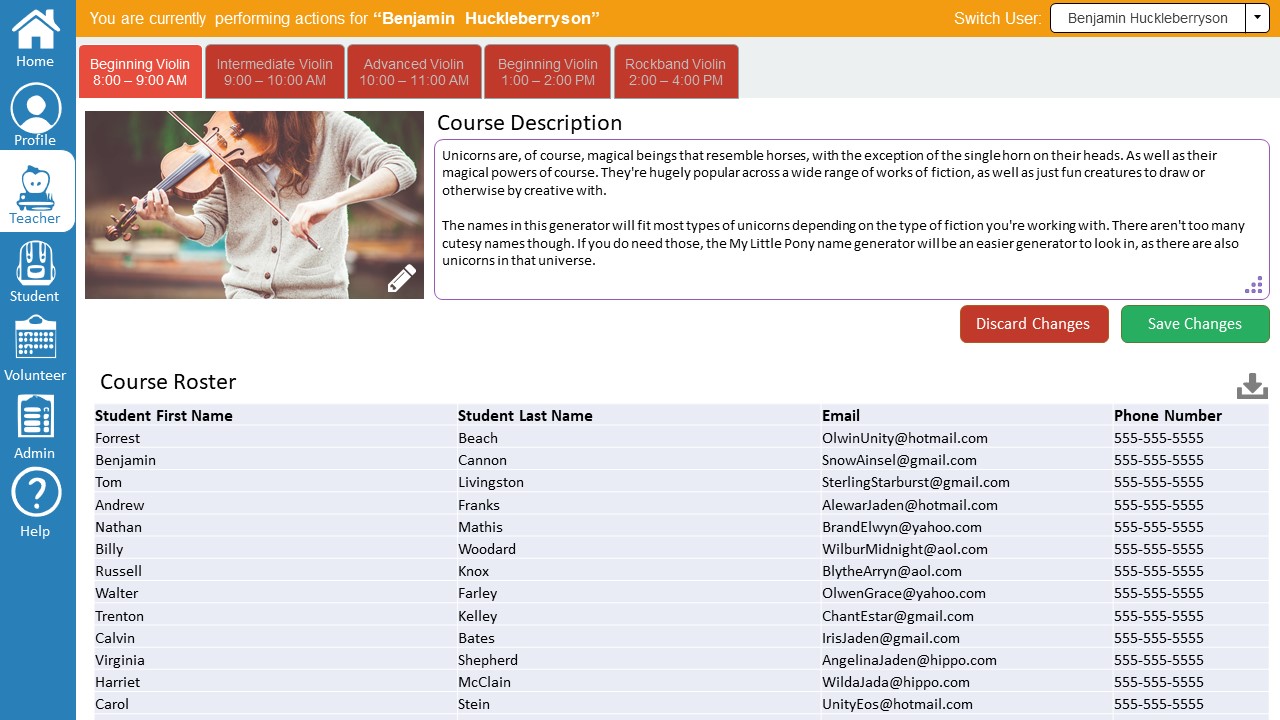 You are currently performing actions for “Benjamin Huckleberryson”
Switch User:
Benjamin Huckleberryson
Home
Profile
Teacher
Student
Volunteer
Admin
Help
Beginning Violin
8:00 – 9:00 AM
Intermediate Violin
9:00 – 10:00 AM
Advanced Violin
10:00 – 11:00 AM
Beginning Violin
1:00 – 2:00 PM
Rockband Violin
2:00 – 4:00 PM
Course Description
Unicorns are, of course, magical beings that resemble horses, with the exception of the single horn on their heads. As well as their
magical powers of course. They're hugely popular across a wide range of works of fiction, as well as just fun creatures to draw or
otherwise by creative with.
The names in this generator will fit most types of unicorns depending on the type of fiction you're working with. There aren't too many
cutesy names though. If you do need those, the My Little Pony name generator will be an easier generator to look in, as there are also
unicorns in that universe.
Discard Changes
Save Changes
Course Roster
Student First Name Student Last Name Email Phone Number
Forrest Beach OlwinUnity@hotmail.com 555-555-5555
Benjamin Cannon SnowAinsel@gmail.com 555-555-5555
Tom Livingston SterlingStarburst@gmail.com 555-555-5555
Andrew Franks AlewarJaden@hotmail.com 555-555-5555
Nathan Mathis BrandElwyn@yahoo.com 555-555-5555
Billy Woodard WilburMidnight@aol.com 555-555-5555
Russell Knox BlytheArryn@aol.com 555-555-5555
Walter Farley OlwenGrace@yahoo.com 555-555-5555
Trenton Kelley ChantEstar@gmail.com 555-555-5555
Calvin Bates IrisJaden@gmail.com 555-555-5555
Virginia Shepherd AngelinaJaden@hippo.com 555-555-5555
Harriet McClain WildaJada@hippo.com 555-555-5555
Carol Stein UnityEos@hotmail.com 555-555-5555